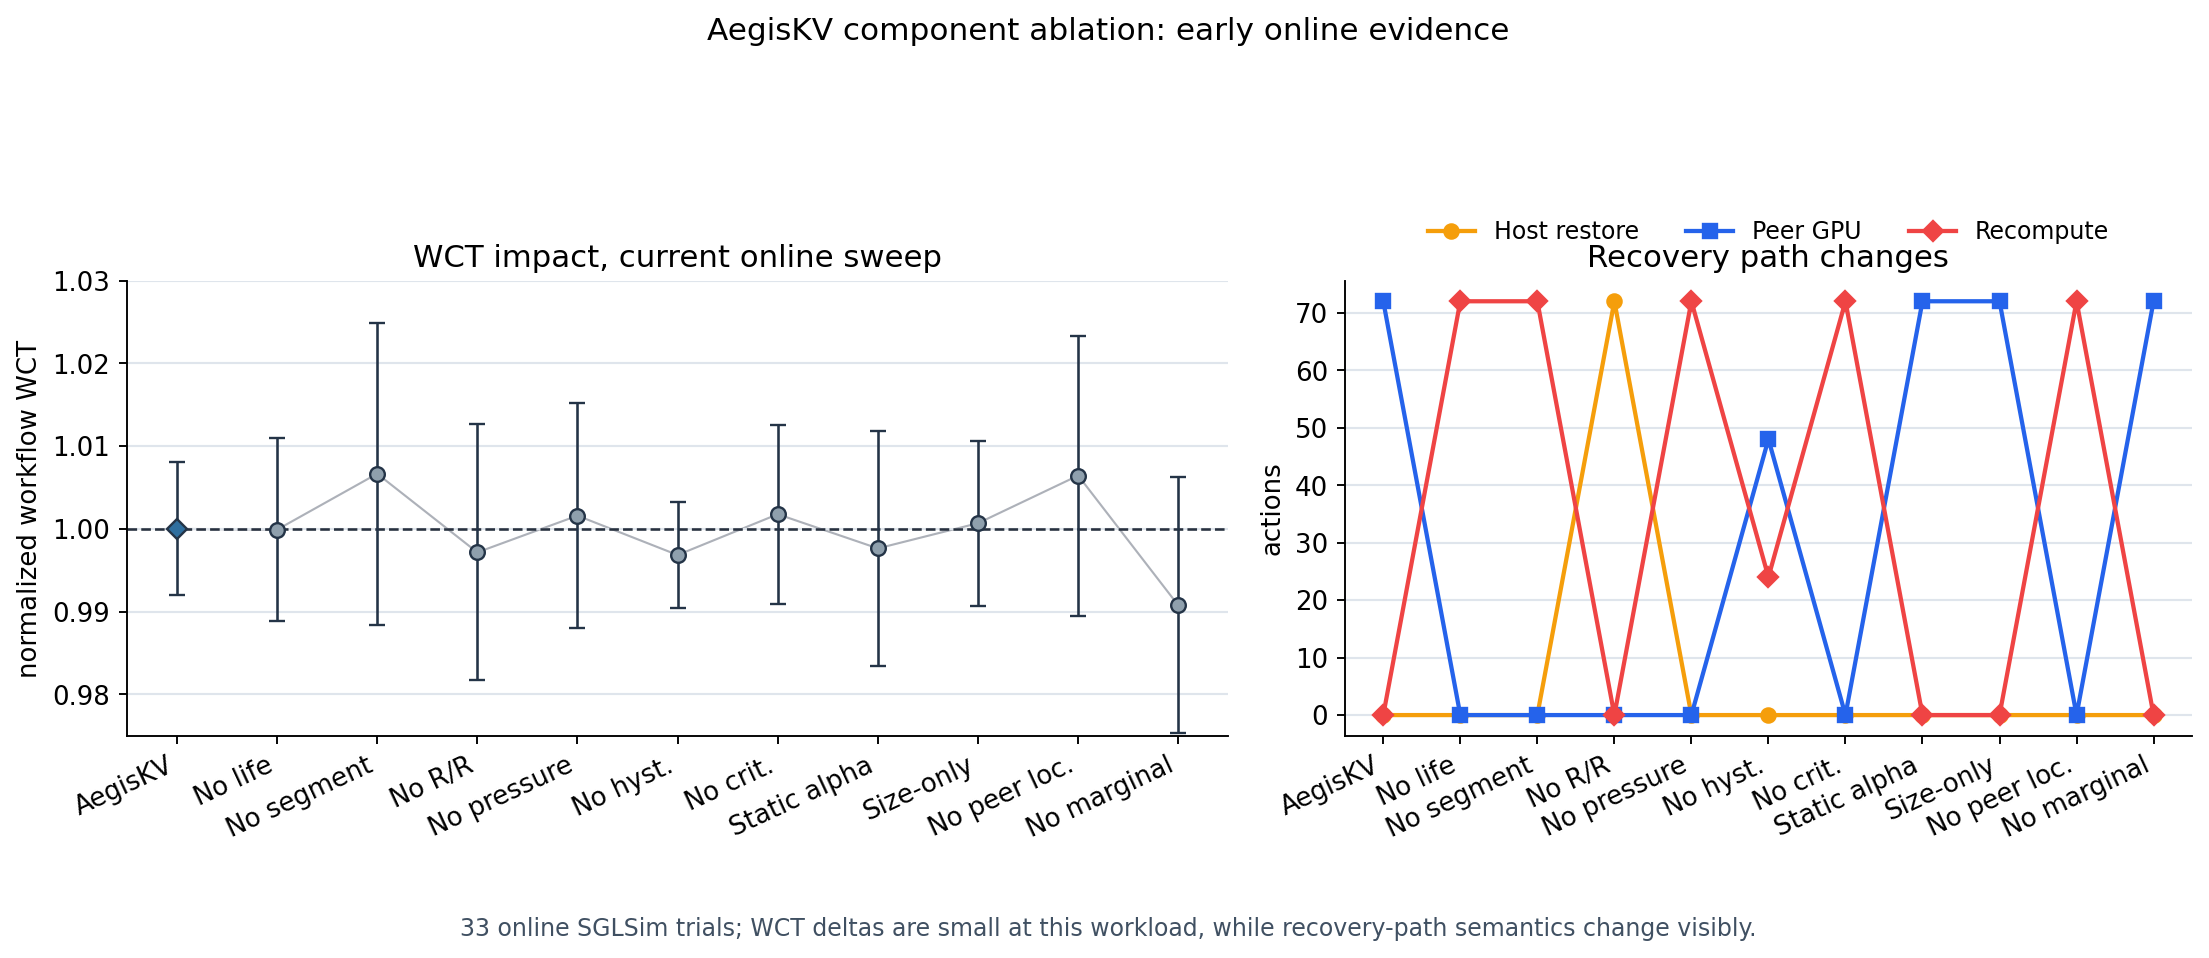 AegisKV component ablation: early online evidence
WCT impact, current online sweep
normalized workflow WCT
1.03
1.02
1.01
1.00
0.99
0.98
AegisKV
No life
No segment
No R/R
No pressure
No hyst.
No crit.
Static alpha
Size-only
No peer loc.
No marginal
Host restore
Peer GPU
Recompute
Recovery path changes
actions
70
60
50
40
30
20
10
0
AegisKV
No life
No segment
No R/R
No pressure
No hyst.
No crit.
Static alpha
Size-only
No peer loc.
No marginal
33 online SGLSim trials; WCT deltas are small at this workload, while recovery-path semantics change visibly.